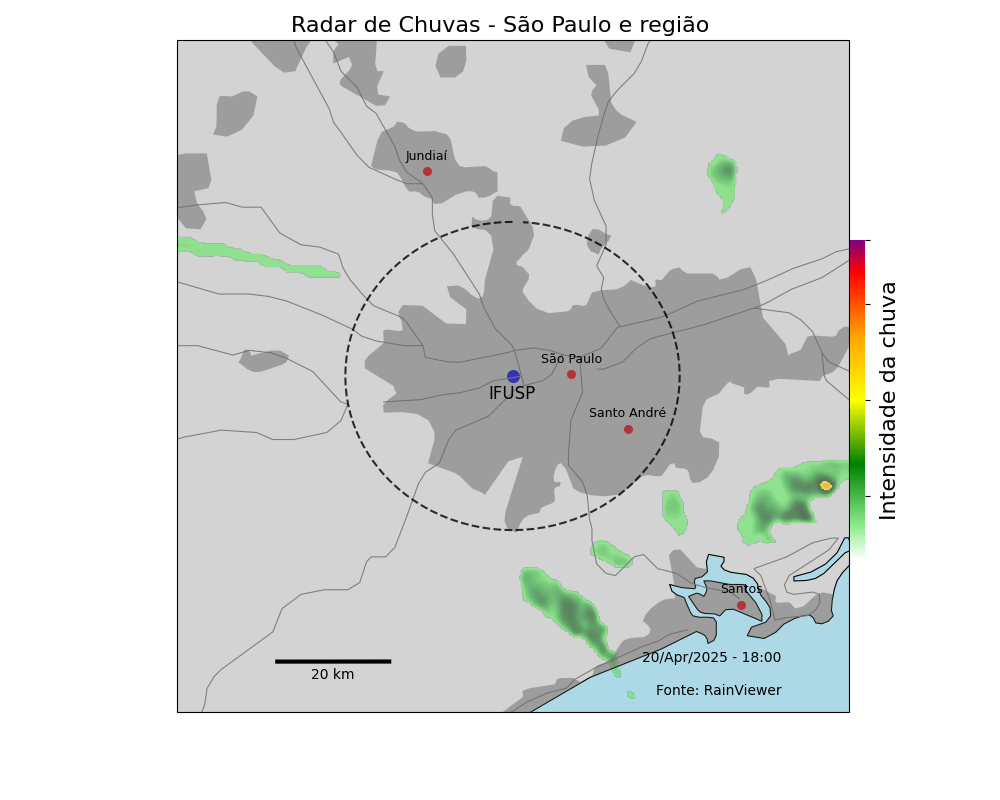 Radar de Chuvas - São Paulo e região
Jundiaí
São Paulo
IFUSP
Santo André
Santos
20/Apr/2025 - 18:00
20 km
Fonte: RainViewer
Intensidade da chuva